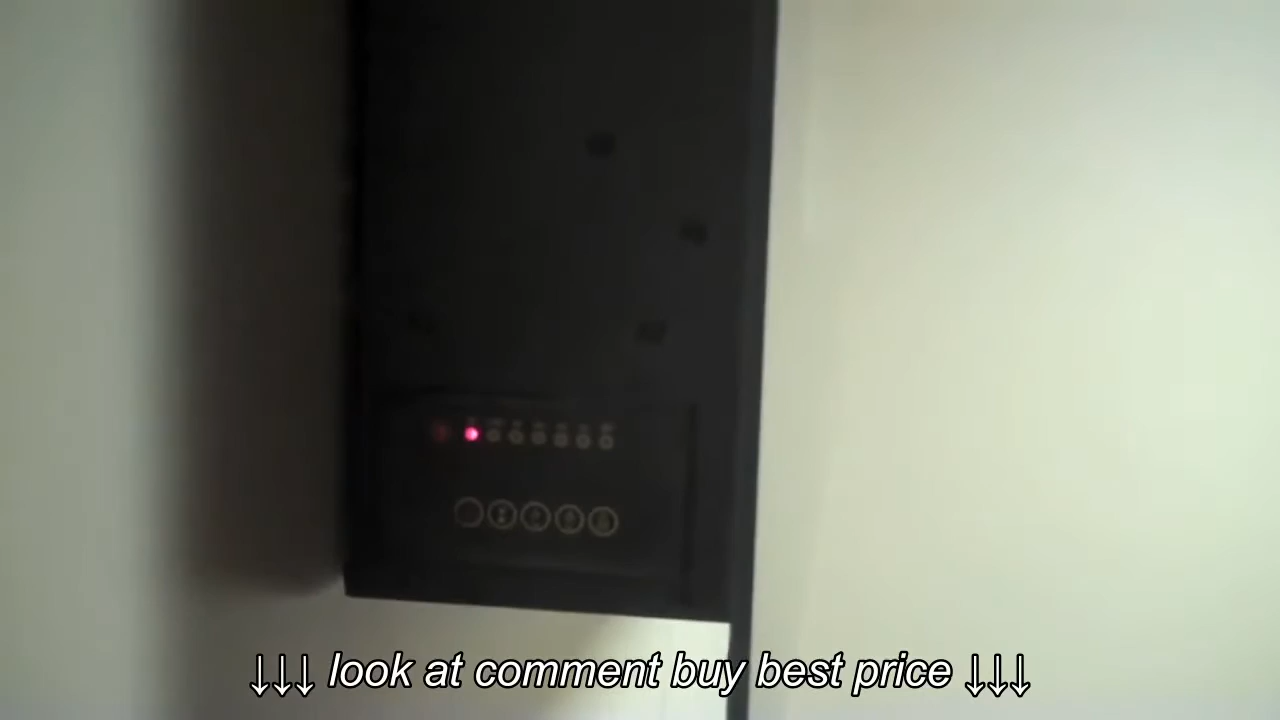 ↓↓↓ look at comment buy best price ↓↓↓